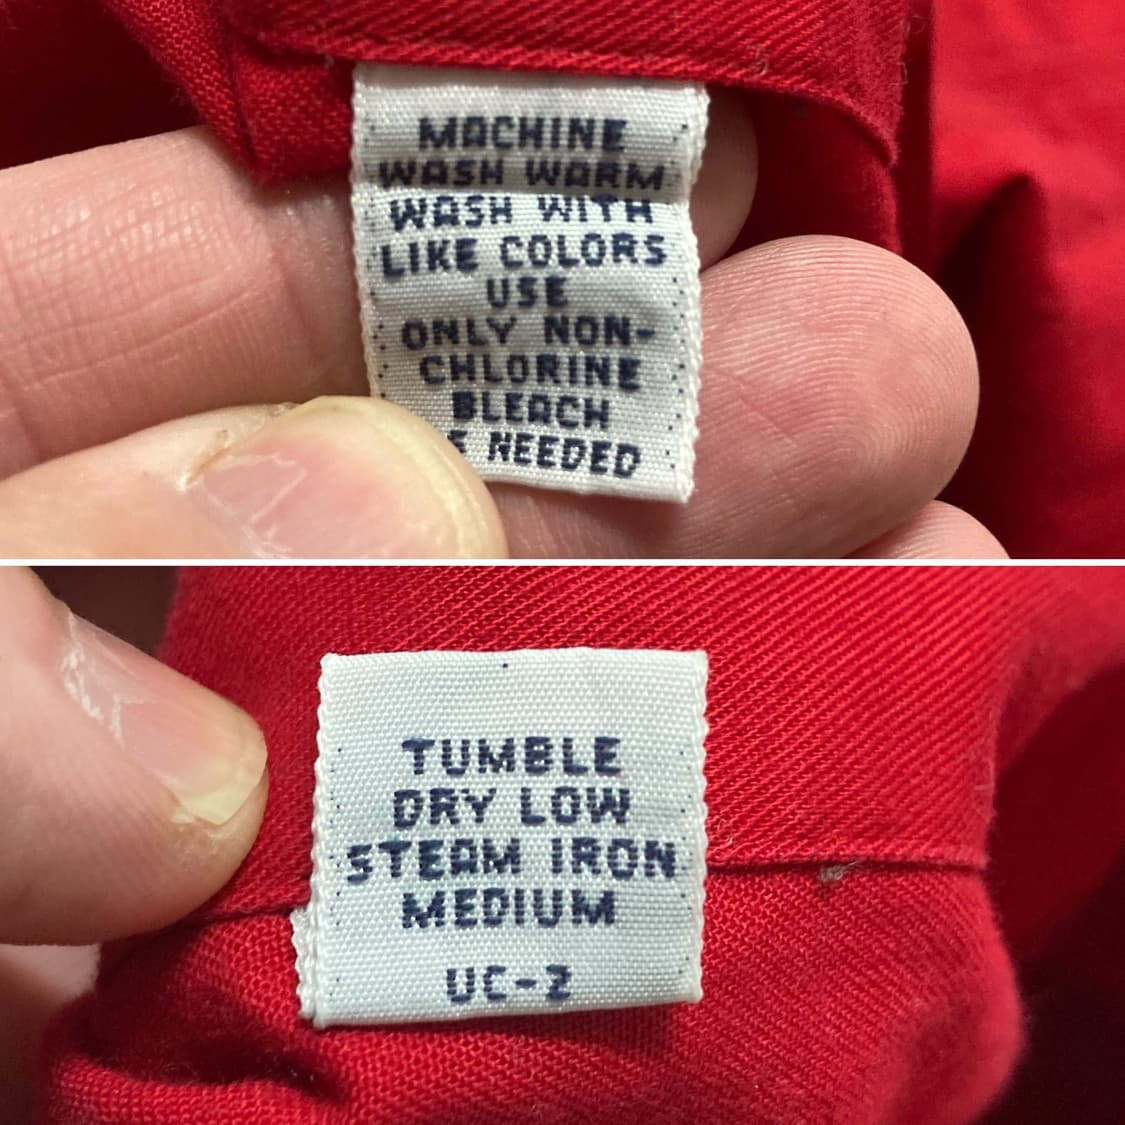 MACHINE
WASH WARM
WASH WITH
LIKE COLORS
USE
ONLY NON-
CHLORINE
BLEACH
NEEDED
TUMBLE
DRY LOW
STEAM IRON
MEDIUM
UC-2